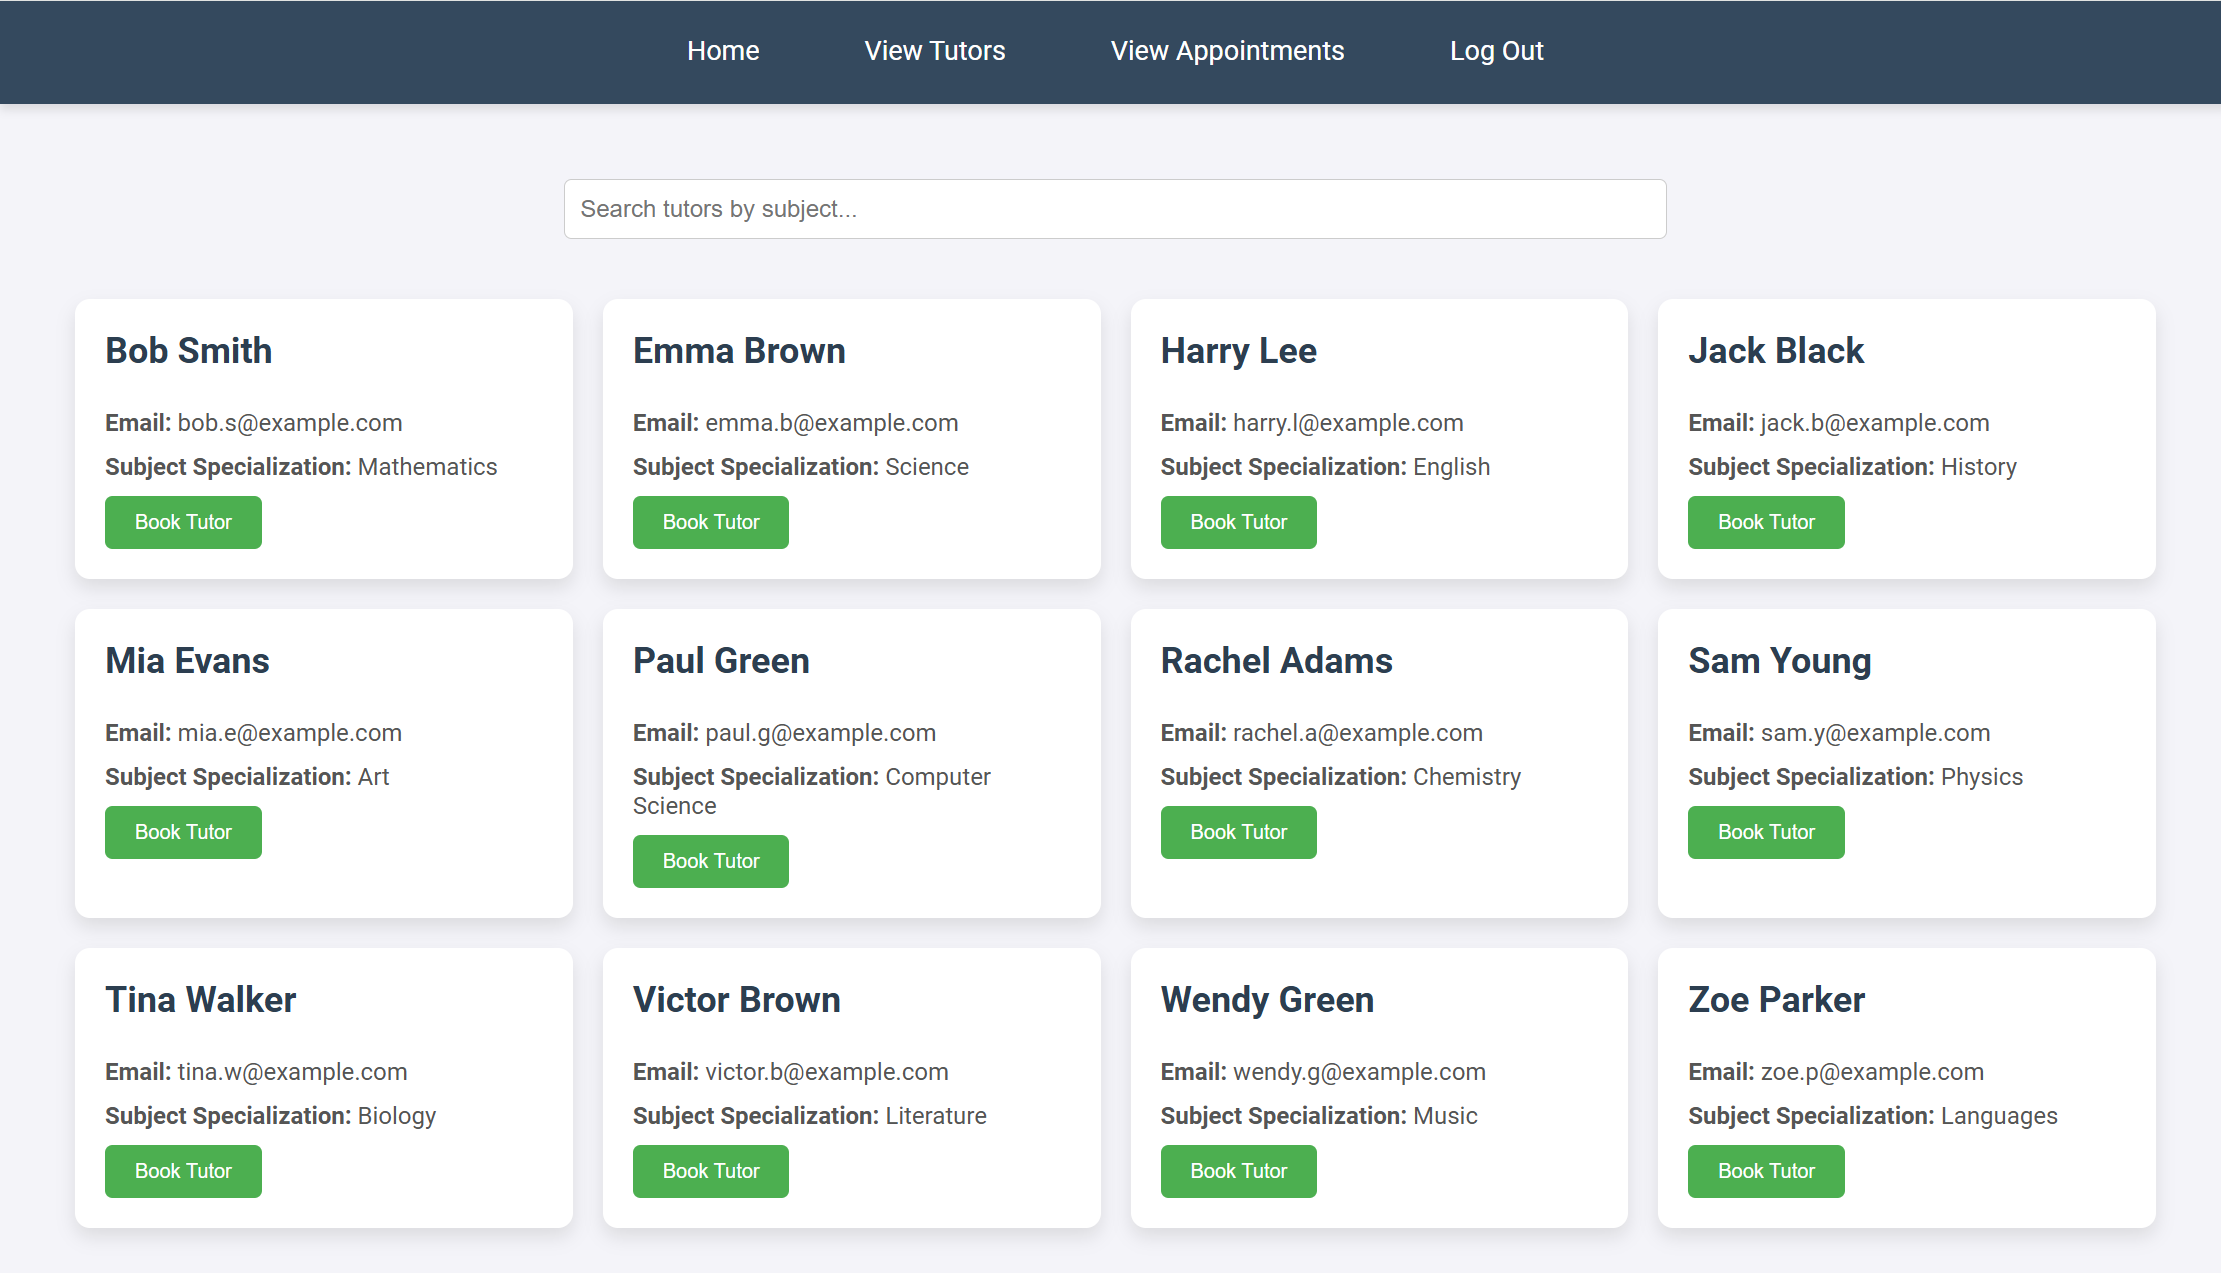 Home View Tutors View Appointments Log Out
Search tutors by subject...
Bob Smith
Email: bob.s@example.com
Subject Specialization: Mathematics
Book Tutor
Emma Brown
Email: emma.b@example.com
Subject Specialization: Science
Book Tutor
Harry Lee
Email: harry.l@example.com
Subject Specialization: English
Book Tutor
Jack Black
Email: jack.b@example.com
Subject Specialization: History
Book Tutor
Mia Evans
Email: mia.e@example.com
Subject Specialization: Art
Book Tutor
Paul Green
Email: paul.g@example.com
Subject Specialization: Computer
Science
Book Tutor
Rachel Adams
Email: rachel.a@example.com
Subject Specialization: Chemistry
Book Tutor
Sam Young
Email: sam.y@example.com
Subject Specialization: Physics
Book Tutor
Tina Walker
Email: tina.w@example.com
Subject Specialization: Biology
Book Tutor
Victor Brown
Email: victor.b@example.com
Subject Specialization: Literature
Book Tutor
Wendy Green
Email: wendy.g@example.com
Subject Specialization: Music
Book Tutor
Zoe Parker
Email: zoe.p@example.com
Subject Specialization: Languages
Book Tutor